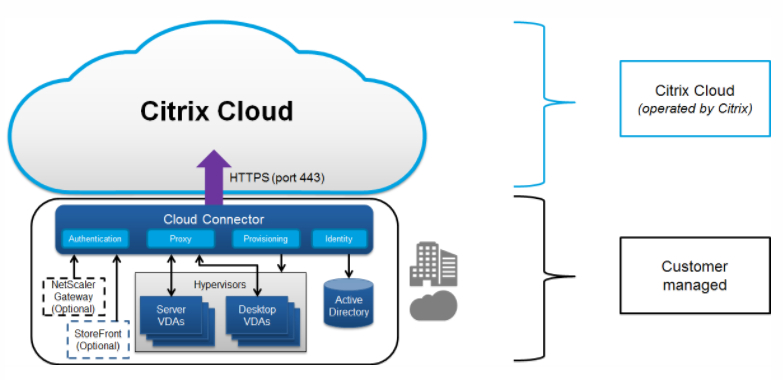 Citrix Cloud
HTTPS (port 443)
Cloud Connector
Authentication
Proxy
Provisioning
Identity
NetScaler
Gateway
(Optional)
StoreFront
(Optional)
Hypervisors
Server
VDAs
Desktop
VDAs
Active
Directory
Citrix Cloud
(operated by Citrix)
Customer
managed